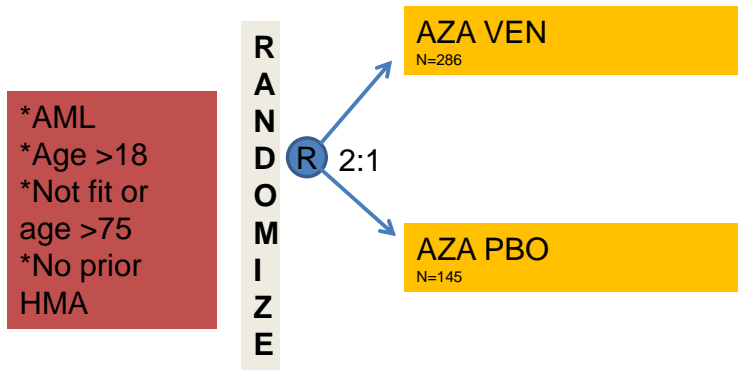 *AML
*Age >18
*Not fit or
age >75
*No prior
HMA
R
A
N
D
O
M
I
Z
E
R
2:1
AZA VEN
N=286
AZA PBO
N=145